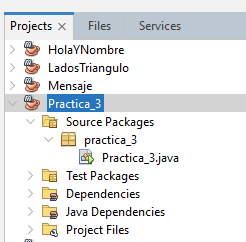 Projects × Files Services
HolaYNombre
LadosTriangulo
Mensaje
Practica_3
Source Packages
practica_3
Practica_3.java
Test Packages
Dependencies
Java Dependencies
Project Files